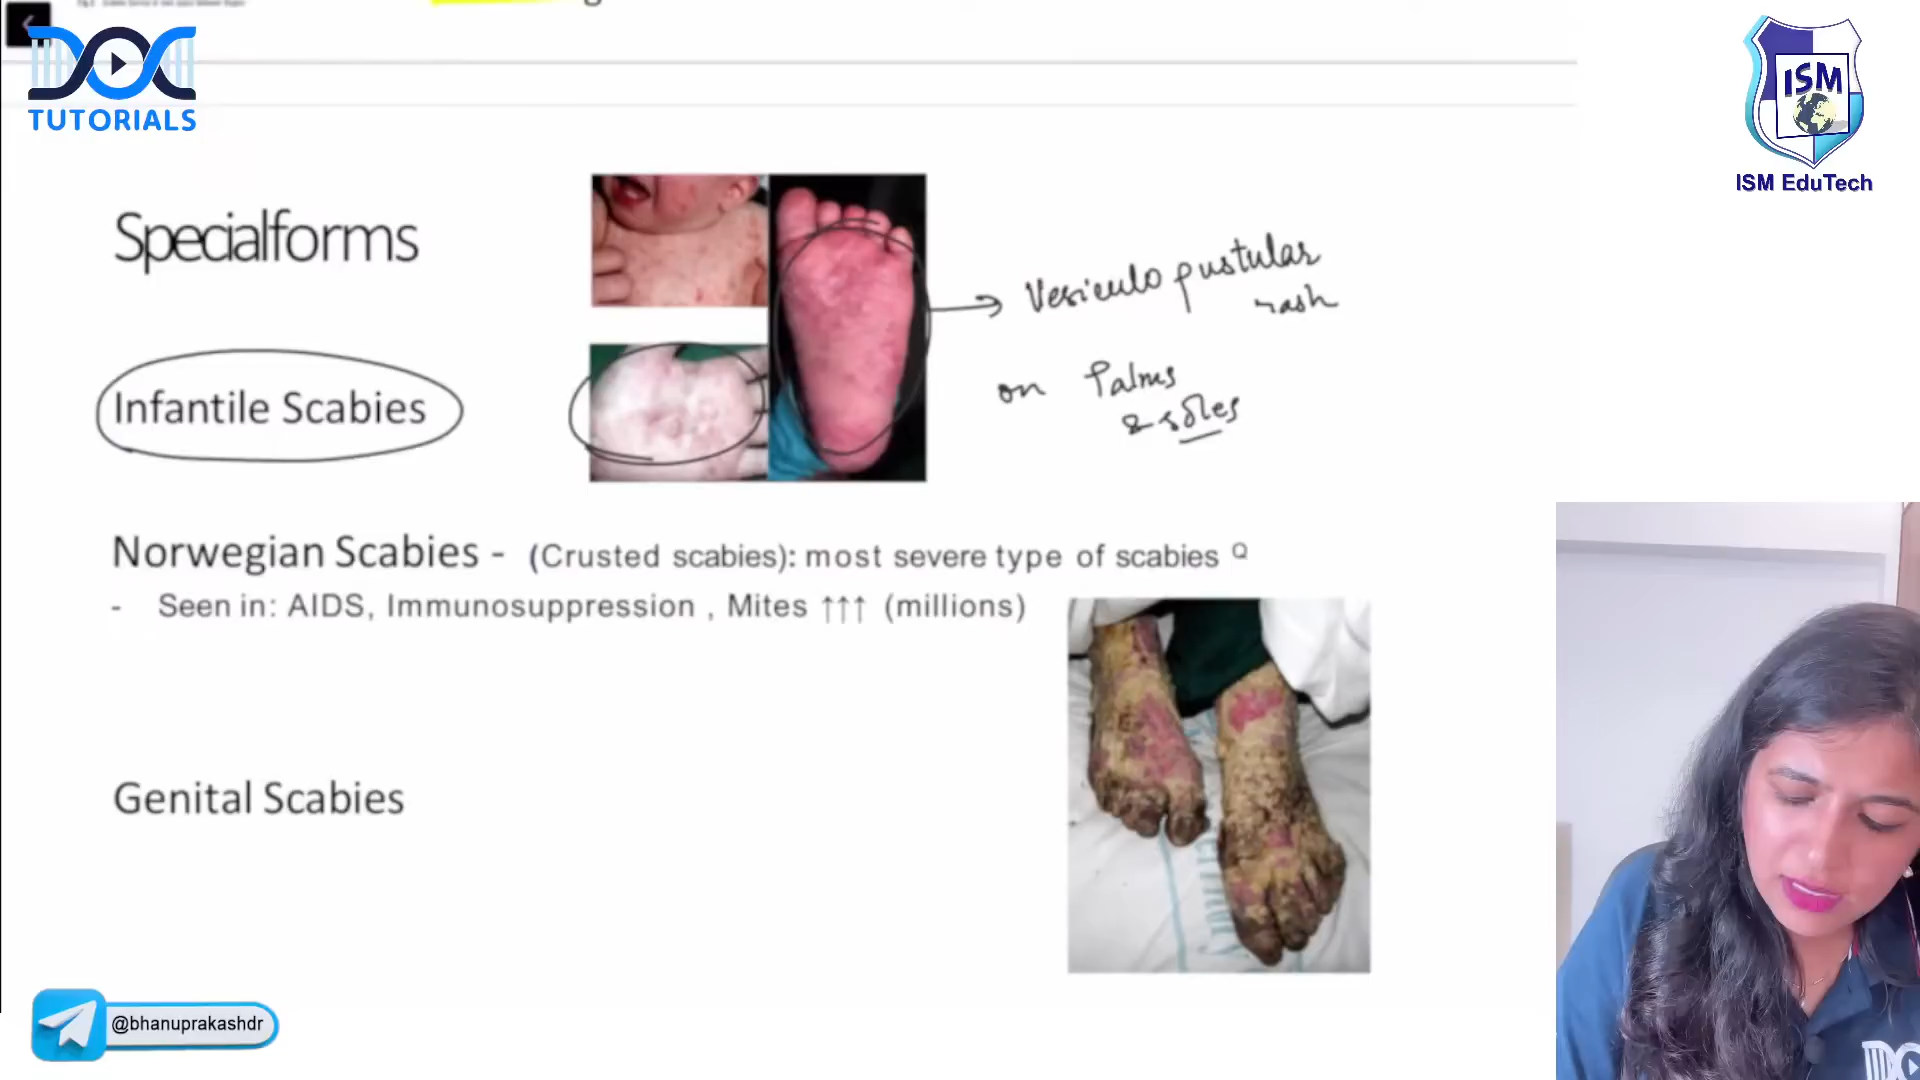 DOC
TUTORIALS
ISM
ISM EduTech
Specialforms
Vesiculo pustular
rash
on Palms
& soles
Infantile Scabies
Norwegian Scabies - (Crusted scabies): most severe type of scabies Q
- Seen in: AIDS, Immunosuppression , Mites ↑↑↑ (millions)
Genital Scabies
@bhanuprakashdr